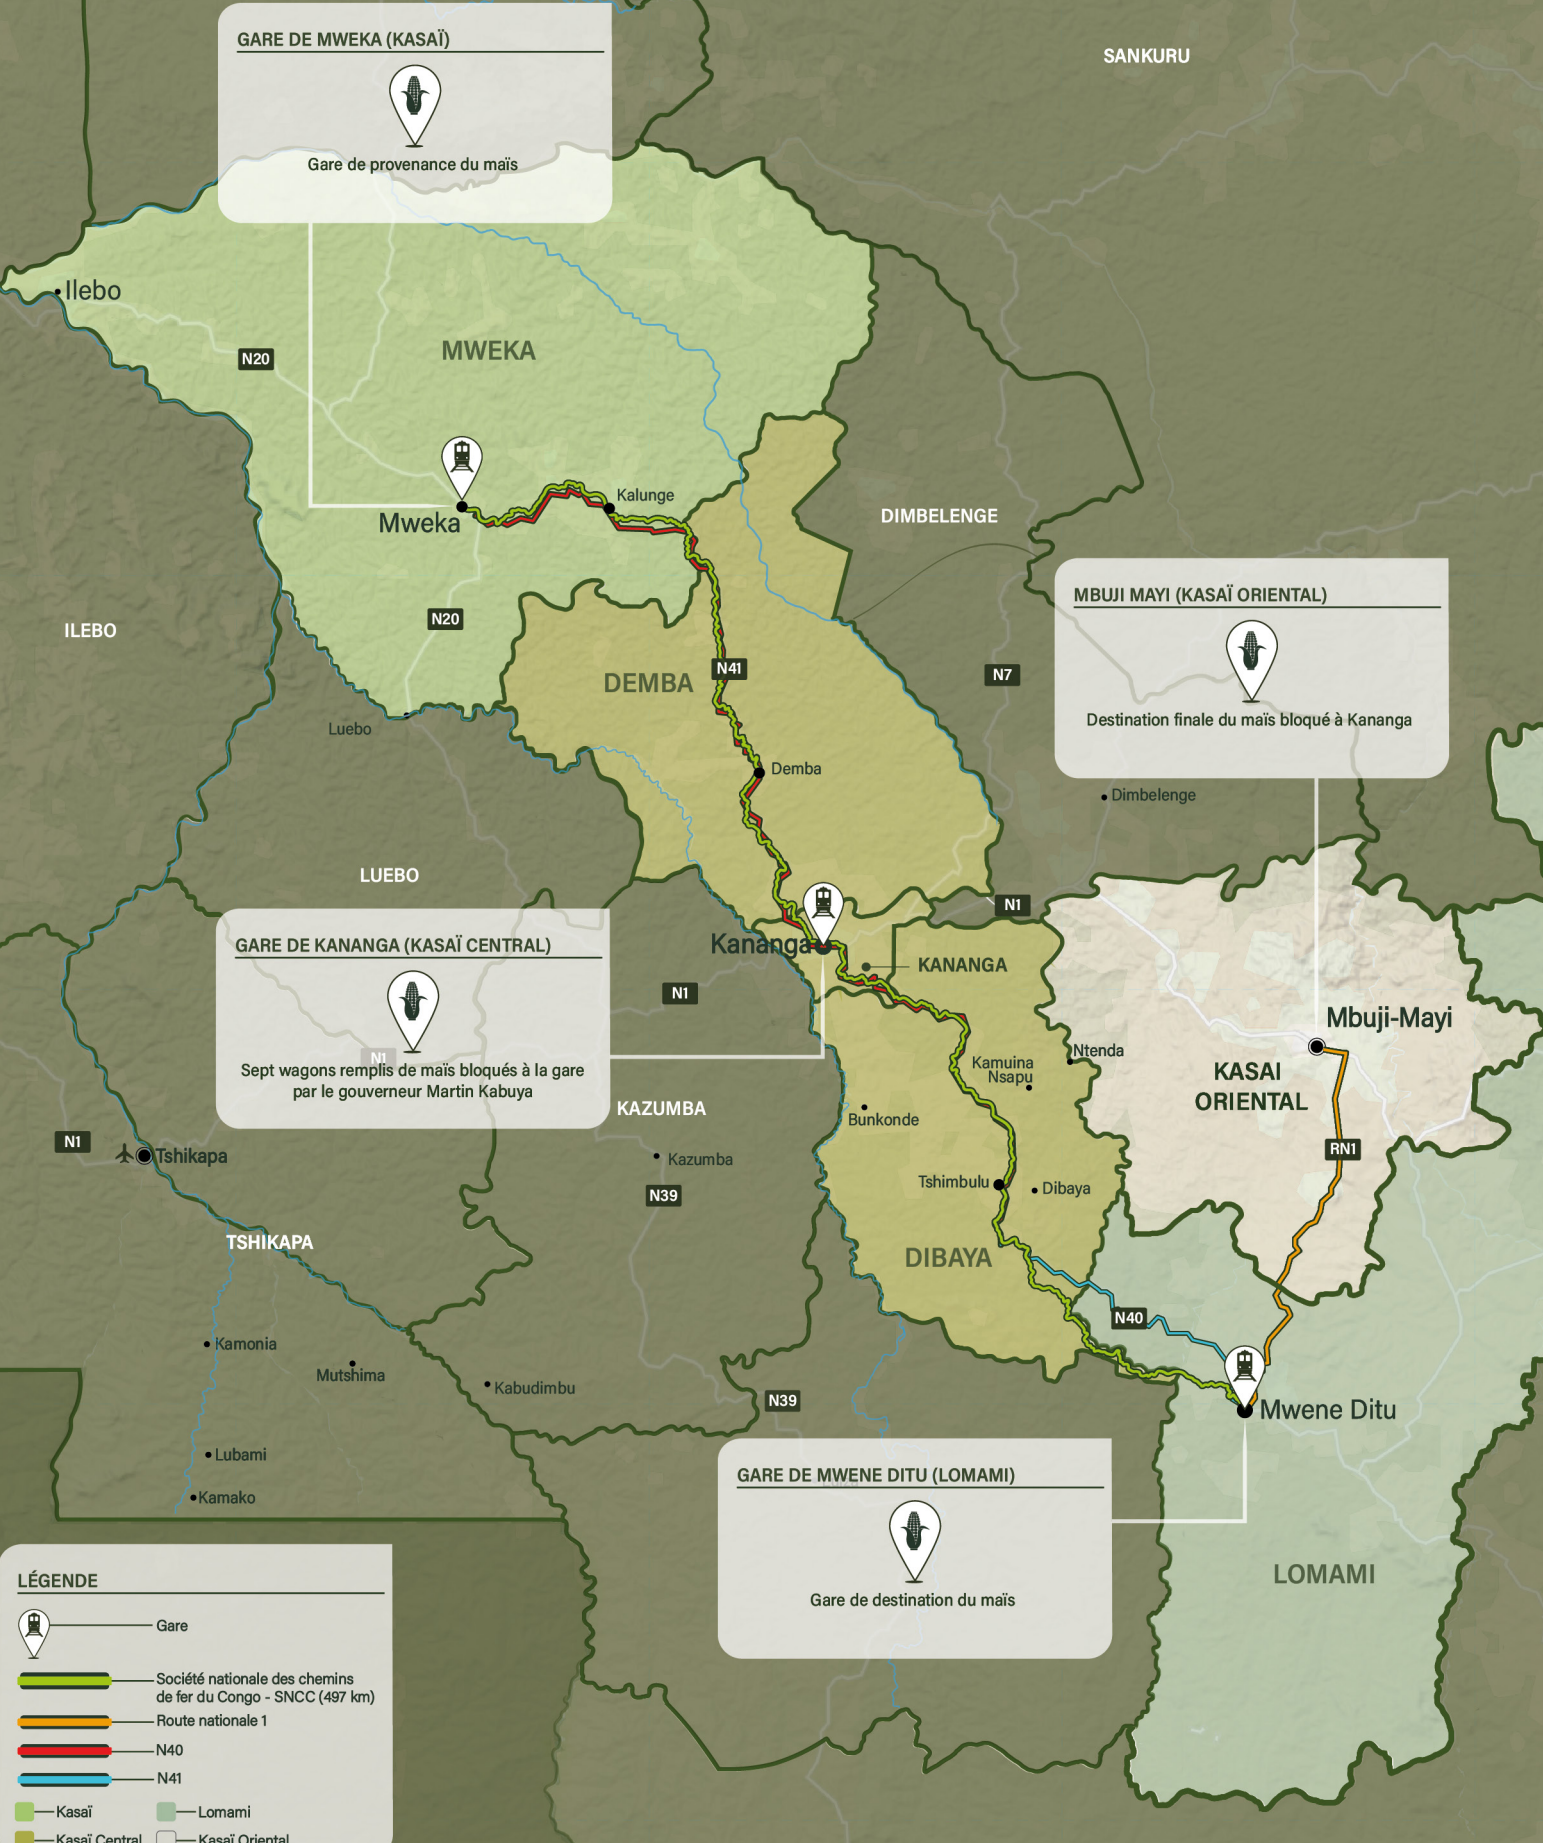 GARE DE MWEKA (KASAÏ)
Gare de provenance du maïs
SANKURU
Ilebo
N20
MWEKA
Kalunge
Mweka
DIMBELENGE
MBUJI MAYI (KASAÏ ORIENTAL)
Destination finale du maïs bloqué à Kananga
ILEBO
N20
DEMBA
N41
N7
Luebo
Demba
Dimbelenge
LUEBO
N1
GARE DE KANANGA (KASAÏ CENTRAL)
Sept wagons remplis de maïs bloqués à la gare
par le gouverneur Martin Kabuya
N1
Kananga
KANANGA
N1
Mbuji-Mayi
Ntenda
Kamuina
Nsapu
KASAI
ORIENTAL
KAZUMBA
Bunkonde
N1
Tshikapa
Kazumba
RN1
N39
Tshimbulu
Dibaya
TSHIKAPA
DIBAYA
N40
Kamonia
Mutshima
Kabudimbu
N39
Mwene Ditu
Lubami
Kamako
GARE DE MWENE DITU (LOMAMI)
Gare de destination du maïs
LOMAMI
LÉGENDE
Gare
Société nationale des chemins
de fer du Congo - SNCC (497 km)
Route nationale 1
N40
N41
Kasaï
Lomami
Kasaï Central
Kasaï Oriental